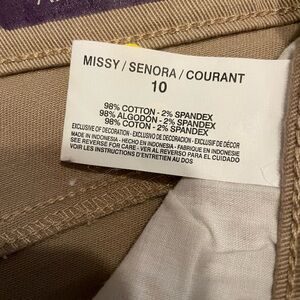 MISSY / SENORA / COURANT
10
98% COTTON - 2% SPANDEX
98% ALGODON - 2% SPANDEX
98% COTON - 2% SPANDEX
EXCLUSIVE OF DECORATION - EXCLUSIVO DE DECORACION - EXCLUSIF DE DÉCOR
MADE IN INDONESIA - HECHO EN INDONESIA - FABRIQUE EN INDONESIE
SEE REVERSE FOR CARE - VER AL REVERSO PARA EL CUIDADO
VOIR LES INSTRUCTIONS D'ENTRETIEN AU DOS